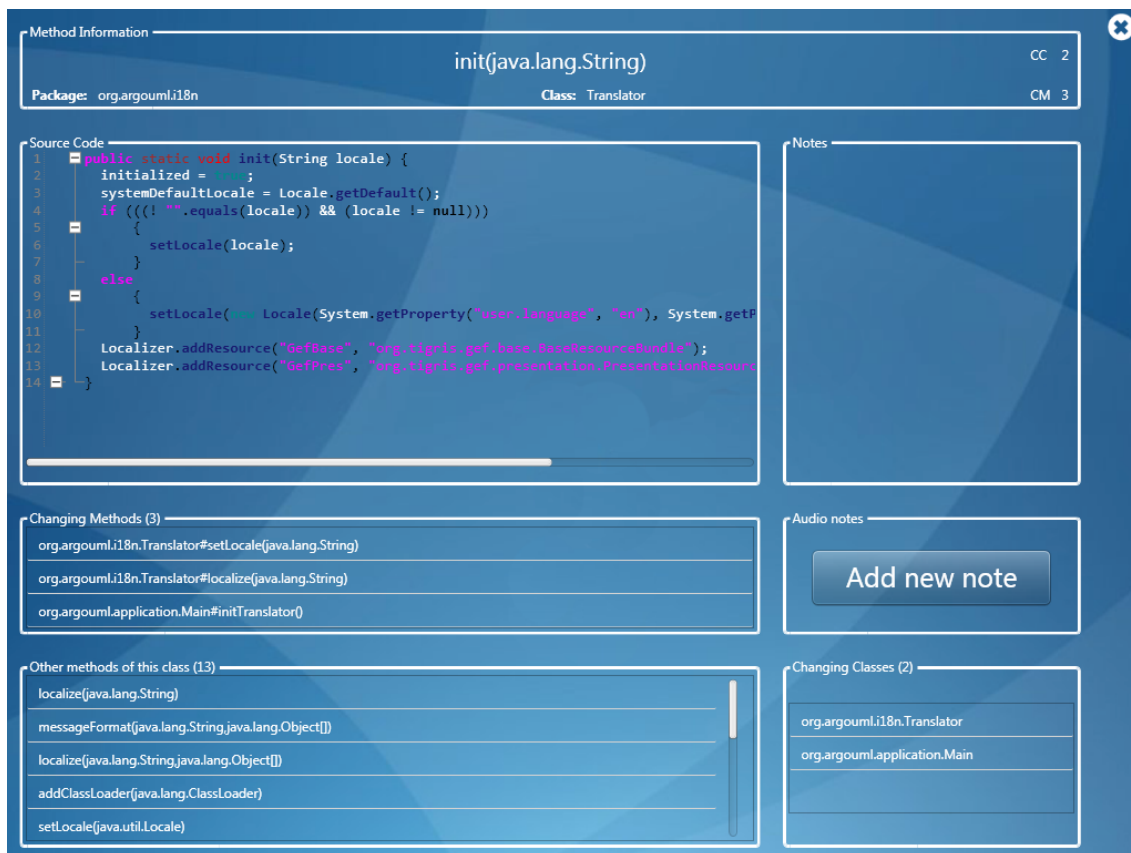 Method Information
init(java.lang.String)
CC 2
Package: org.argouml.i18n
Class: Translator
CM 3
Source Code
1 public static void init(String locale) {
2 initialized = true;
3 systemDefaultLocale = Locale.getDefault();
4 if (((! "".equals(locale)) && (locale != null)))
5 {
6 setLocale(locale);
7 }
8 else
9 {
10 setLocale(new Locale(System.getProperty("user.language", "en"), System.getP
11 }
12 Localizer.addResource("GefBase", "org.tigris.gef.base.BaseResourceBundle");
13 Localizer.addResource("GefPres", "org.tigris.gef.presentation.PresentationResourc
14 }
Notes
Changing Methods (3)
org.argouml.i18n.Translator#setLocale(java.lang.String)
org.argouml.i18n.Translator#localize(java.lang.String)
org.argouml.application.Main#initTranslator()
Audio notes
Add new note
Other methods of this class (13)
localize(java.lang.String)
messageFormat(java.lang.String,java.lang.Object[])
localize(java.lang.String,java.lang.Object[])
addClassLoader(java.lang.ClassLoader)
setLocale(java.util.Locale)
Changing Classes (2)
org.argouml.i18n.Translator
org.argouml.application.Main